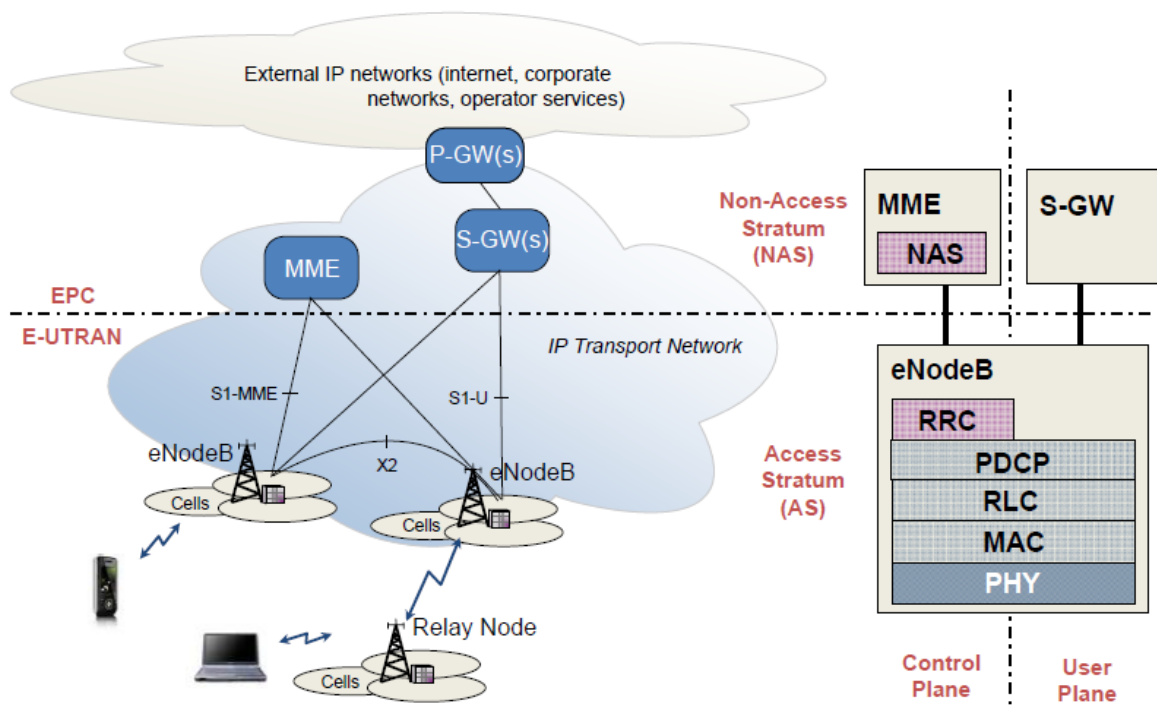 External IP networks (internet, corporate
networks, operator services)
P-GW(s)
S-GW(s)
MME
EPC
E-UTRAN
IP Transport Network
S1-MME
S1-U
X2
eNodeB
Cells
eNodeB
Cells
Relay Node
Cells
Non-Access
Stratum
(NAS)
MME
NAS
S-GW
eNodeB
RRC
PDCP
RLC
MAC
PHY
Access
Stratum
(AS)
Control
Plane
User
Plane